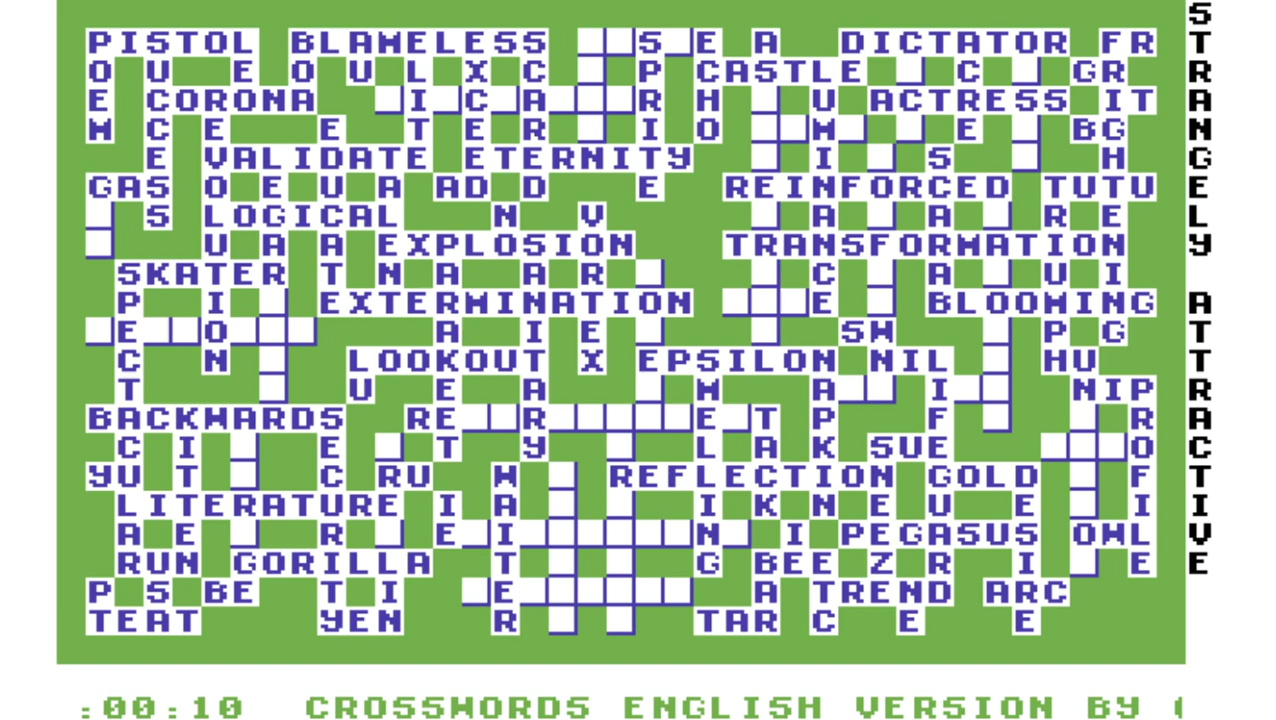 PISTOL BLAMELESS S E A DICTATOR FR
O U E O U L X C P CASTLE C GR
E CORONA I C A R H U ACTRESS IT
M C E E T E R I O M E BG
E VALIDATE ETERNITY I S H
GAS O E U A AD D E REINFORCED TUTU
S LOGICAL N V A A R E
U A A EXPLOSION TRANSFORMATION
SKATER T N A A R C A U I
P I EXTERMINATION E BLOOMING
E O A I E SW P G
C N LOOKOUT X EPSILON NIL HU
T U E A M A I NIP
BACKWARDS RE R E T P F R
C I E T Y L A K SUE O
YU T C RU W REFLECTION GOLD F
LITERATURE I A I K N E U E I
A E R E I N I PEGASUS OWL
RUN GORILLA T G BEE Z R I E
P S BE T I E A TREND ARC
TEAT YEN R TAR C E E
STRANGELY ATTRACTIVE
:00:10 CROSSWORDS ENGLISH VERSION BY